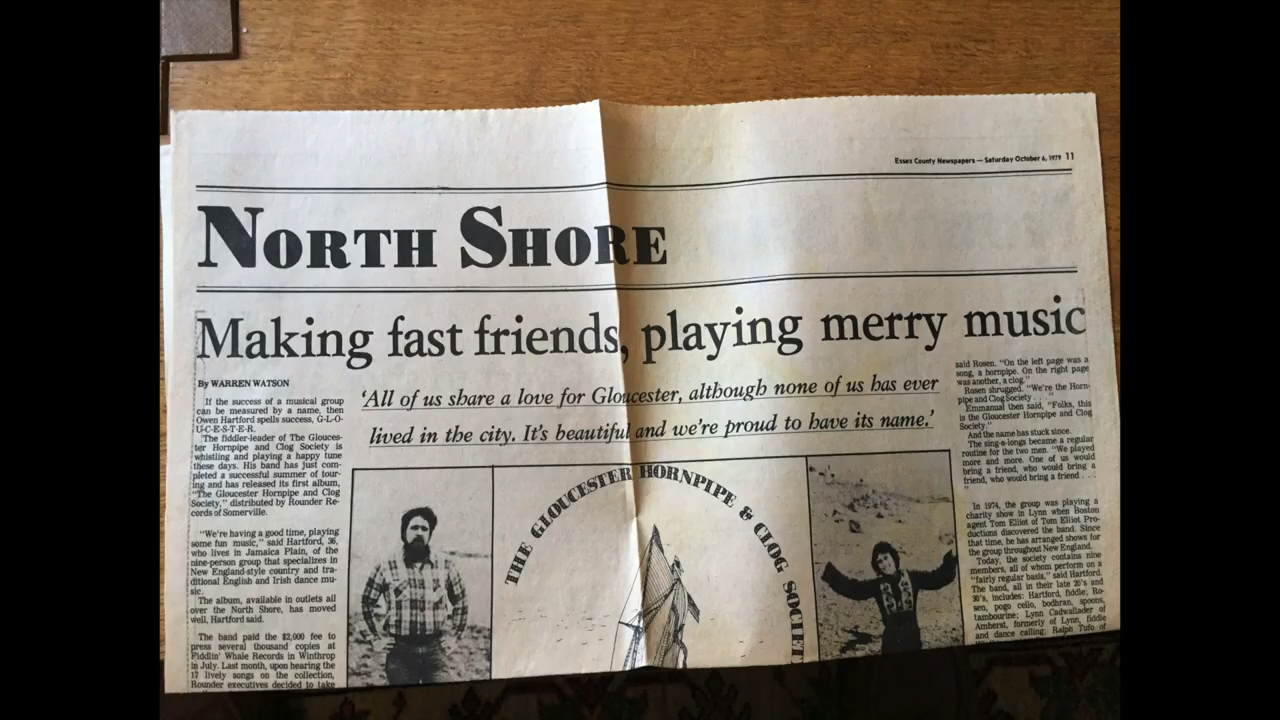 Essex County Newspapers — Saturday October 6, 1979 11
NORTH SHORE
Making fast friends, playing merry music
By WARREN WATSON
If the success of a musical group
can be measured by a name, then
Owen Hartford spells success, G-L-O-
U-C-E-S-T-E-R.
The fiddler-leader of The Glouces-
ter Hornpipe and Clog Society is
whistling and playing a happy tune
these days. His band has just com-
pleted a successful summer of tour-
ing and has released its first album,
"The Gloucester Hornpipe and Clog
Society," distributed by Rounder Re-
cords of Somerville.
"We're having a good time, playing
some fun music," said Hartford, 36,
who lives in Jamaica Plain, of the
nine-person group that specializes in
New England-style country and tra-
ditional English and Irish dance mu-
sic.
The album, available in outlets all
over the North Shore, has moved
well, Hartford said.
The band paid the $2,000 fee to
press several thousand copies at
Fiddlin' Whale Records in Winthrop
in July. Last month, upon hearing the
17 lively songs on the collection,
Rounder executives decided to take
'All of us share a love for Gloucester, although none of us has ever
lived in the city. It's beautiful and we're proud to have its name.'
THE GLOUCESTER HORNPIPE & CLOG SOCIET
said Rosen. "On the left page was a
song, a hornpipe. On the right page
was another, a clog."
Rosen shrugged. "We're the Horn-
pipe and Clog Society . . . "
Emmanual then said, "Folks, this
is the Gloucester Hornpipe and Clog
Society."
And the name has stuck since.
The sing-a-longs became a regular
routine for the two men. "We played
more and more. One of us would
bring a friend, who would bring a
friend, who would bring a friend . . .
"
In 1974, the group was playing a
charity show in Lynn when Boston
agent Tom Elliot of Tom Elliot Pro-
ductions discovered the band. Since
that time, he has arranged shows for
the group throughout New England.
Today, the society contains nine
members, all of whom perform on a
"fairly regular basis," said Hartford.
The band, all in their late 20's and
30's, includes: Hartford, fiddle; Ro-
sen, pogo cello, bodhran, spoons,
tambourine; Lynn Cadwallader of
Amherst, formerly of Lynn, fiddle
and dance calling; Ralph Tufo of